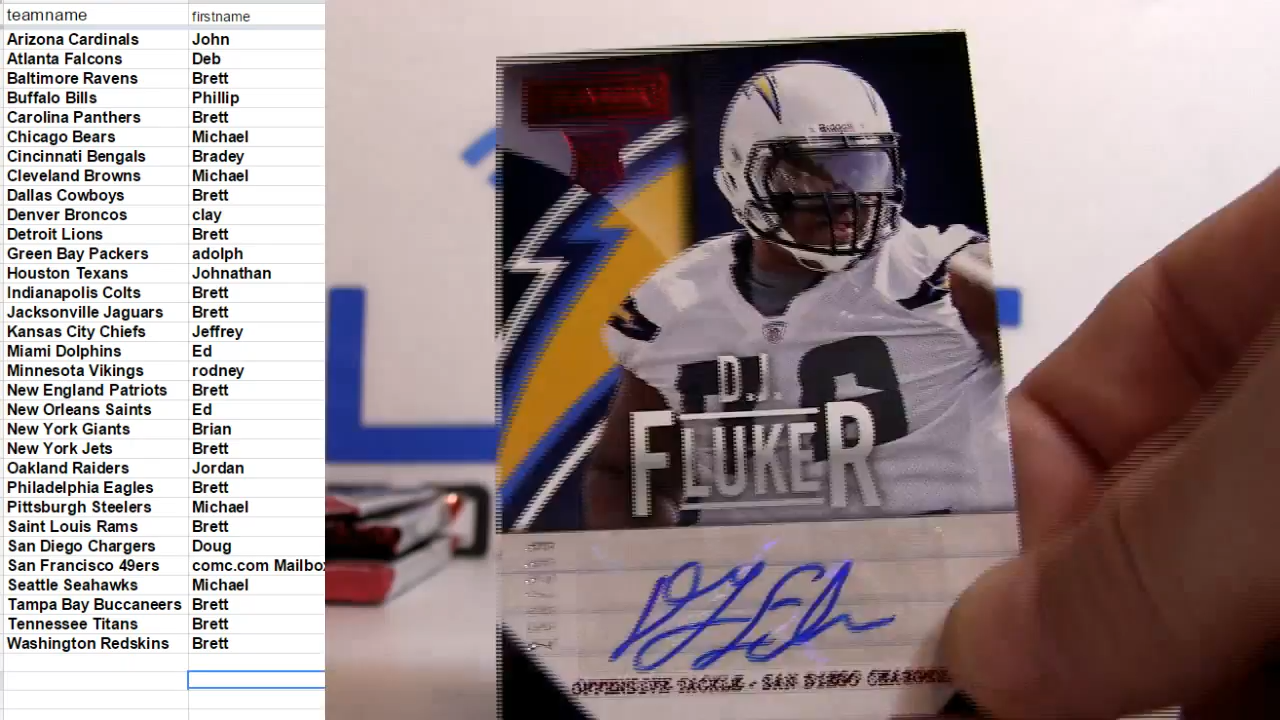 teamname firstname
Arizona Cardinals John
Atlanta Falcons Deb
Baltimore Ravens Brett
Buffalo Bills Phillip
Carolina Panthers Brett
Chicago Bears Michael
Cincinnati Bengals Bradey
Cleveland Browns Michael
Dallas Cowboys Brett
Denver Broncos clay
Detroit Lions Brett
Green Bay Packers adolph
Houston Texans Johnathan
Indianapolis Colts Brett
Jacksonville Jaguars Brett
Kansas City Chiefs Jeffrey
Miami Dolphins Ed
Minnesota Vikings rodney
New England Patriots Brett
New Orleans Saints Ed
New York Giants Brian
New York Jets Brett
Oakland Raiders Jordan
Philadelphia Eagles Brett
Pittsburgh Steelers Michael
Saint Louis Rams Brett
San Diego Chargers Doug
San Francisco 49ers comc.com Mailbo
Seattle Seahawks Michael
Tampa Bay Buccaneers Brett
Tennessee Titans Brett
Washington Redskins Brett
Riddell
D.J.
FLUKER
OFFENSIVE TACKLE - SAN DIEGO CHARGERS